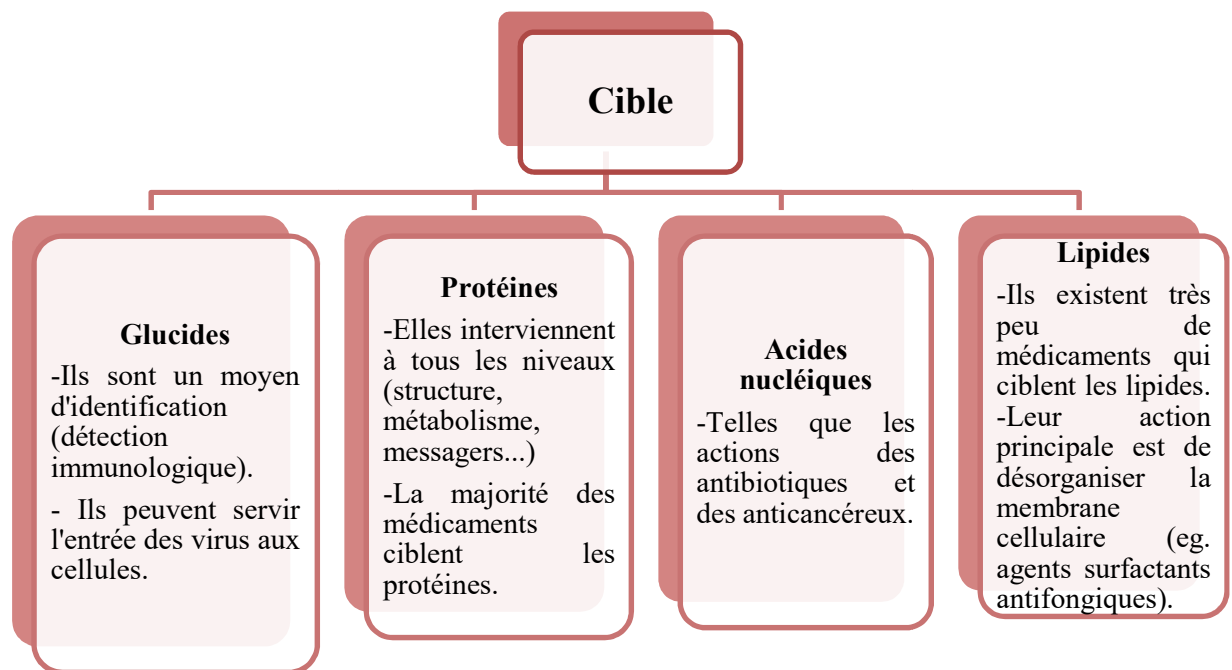 Cible
Glucides
-Ils sont un moyen
d'identification
(détection
immunologique).
- Ils peuvent servir
l'entrée des virus aux
cellules.
Protéines
-Elles interviennent
à tous les niveaux
(structure,
métabolisme,
messagers...)
-La majorité des
médicaments
ciblent les
protéines.
Acides
nucléiques
-Telles que les
actions des
antibiotiques et
des anticancéreux.
Lipides
-Ils existent très
peu de
médicaments qui
ciblent les lipides.
-Leur action
principale est de
désorganiser la
membrane
cellulaire (eg.
agents surfactants
antifongiques).